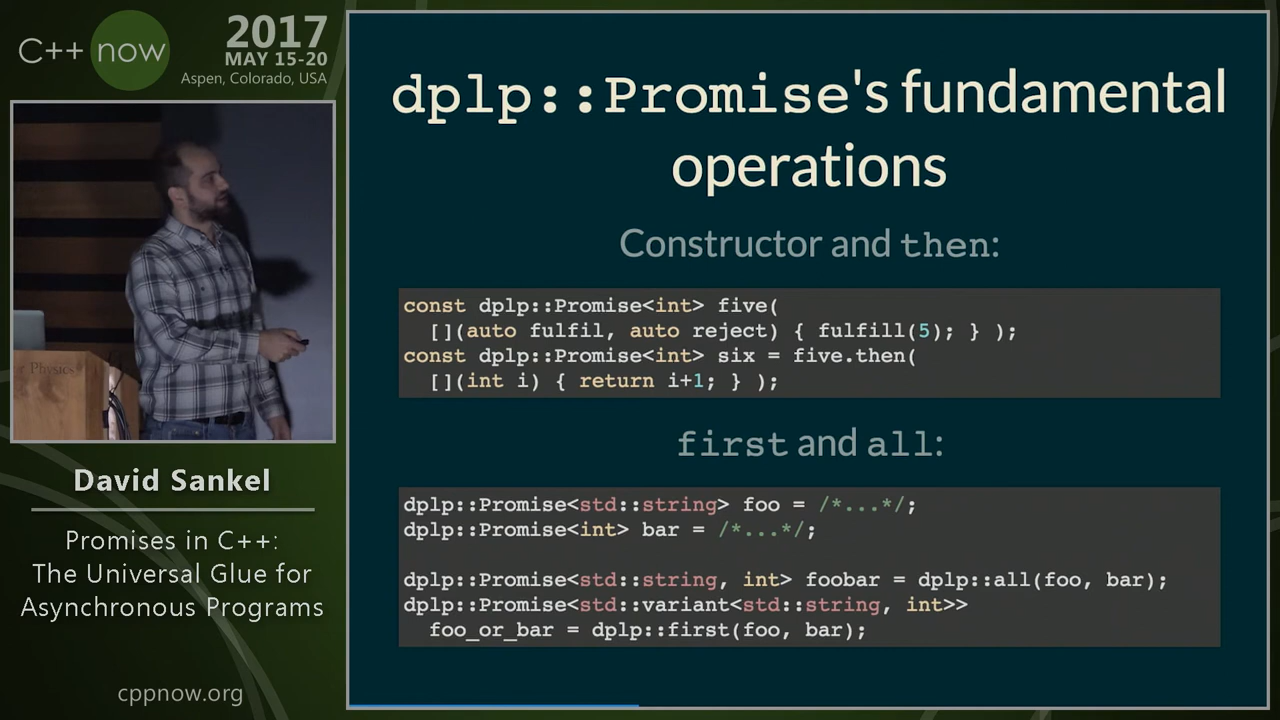 C++ now
2017
MAY 15-20
Aspen, Colorado, USA
Physics
David Sankel
Promises in C++:
The Universal Glue for
Asynchronous Programs
cppnow.org
dplp::Promise's fundamental
operations
Constructor and then:
const dplp::Promise<int> five(
  [](auto fulfil, auto reject) { fulfill(5); } );
const dplp::Promise<int> six = five.then(
  [](int i) { return i+1; } );
first and all:
dplp::Promise<std::string> foo = /*...*/;
dplp::Promise<int> bar = /*...*/;
dplp::Promise<std::string, int> foobar = dplp::all(foo, bar);
dplp::Promise<std::variant<std::string, int>>
  foo_or_bar = dplp::first(foo, bar);